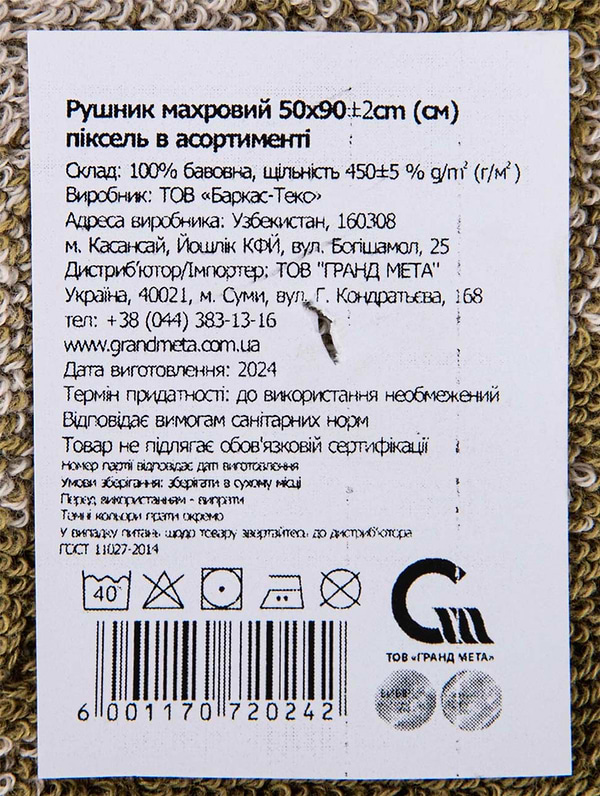 Рушник махровий 50х90±2cm (см)
піксель в асортименті
Склад: 100% бавовна, щільність 450±5 % g/m² (г/м²)
Виробник: ТОВ «Баркас-Текс»
Адреса виробника: Узбекистан, 160308
м. Касансай, Йошлік КФЙ, вул. Богішамол, 25
Дистриб'ютор/Імпортер: ТОВ "ГРАНД МЕТА"
Україна, 40021, м. Суми, вул. Г. Кондратьєва, 168
тел: +38 (044) 383-13-16
www.grandmeta.com.ua
Дата виготовлення: 2024
Термін придатності: до використання необмежений
Відповідає вимогам санітарних норм
Товар не підлягає обов'язковій сертифікації
Номер партії відповідає даті виготовлення
Умови зберігання: зберігати в сухому місці
Перед використанням - випрати
Темні кольори прати окремо
У випадку питань щодо товару звертайтесь до дистриб'ютора
ГОСТ 11027-2014
40°
Gm
ТОВ «ГРАНД МЕТА»
6 001170 720242